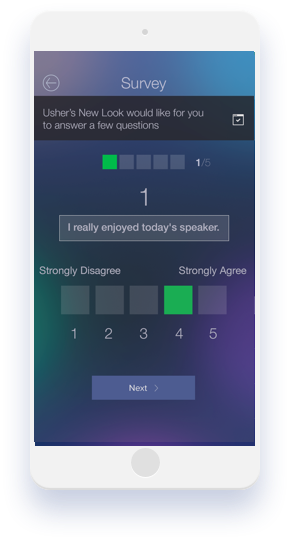 Survey
Usher's New Look would like for you
to answer a few questions
1/5
1
I really enjoyed today's speaker.
Strongly Disagree Strongly Agree
1 2 3 4 5
Next